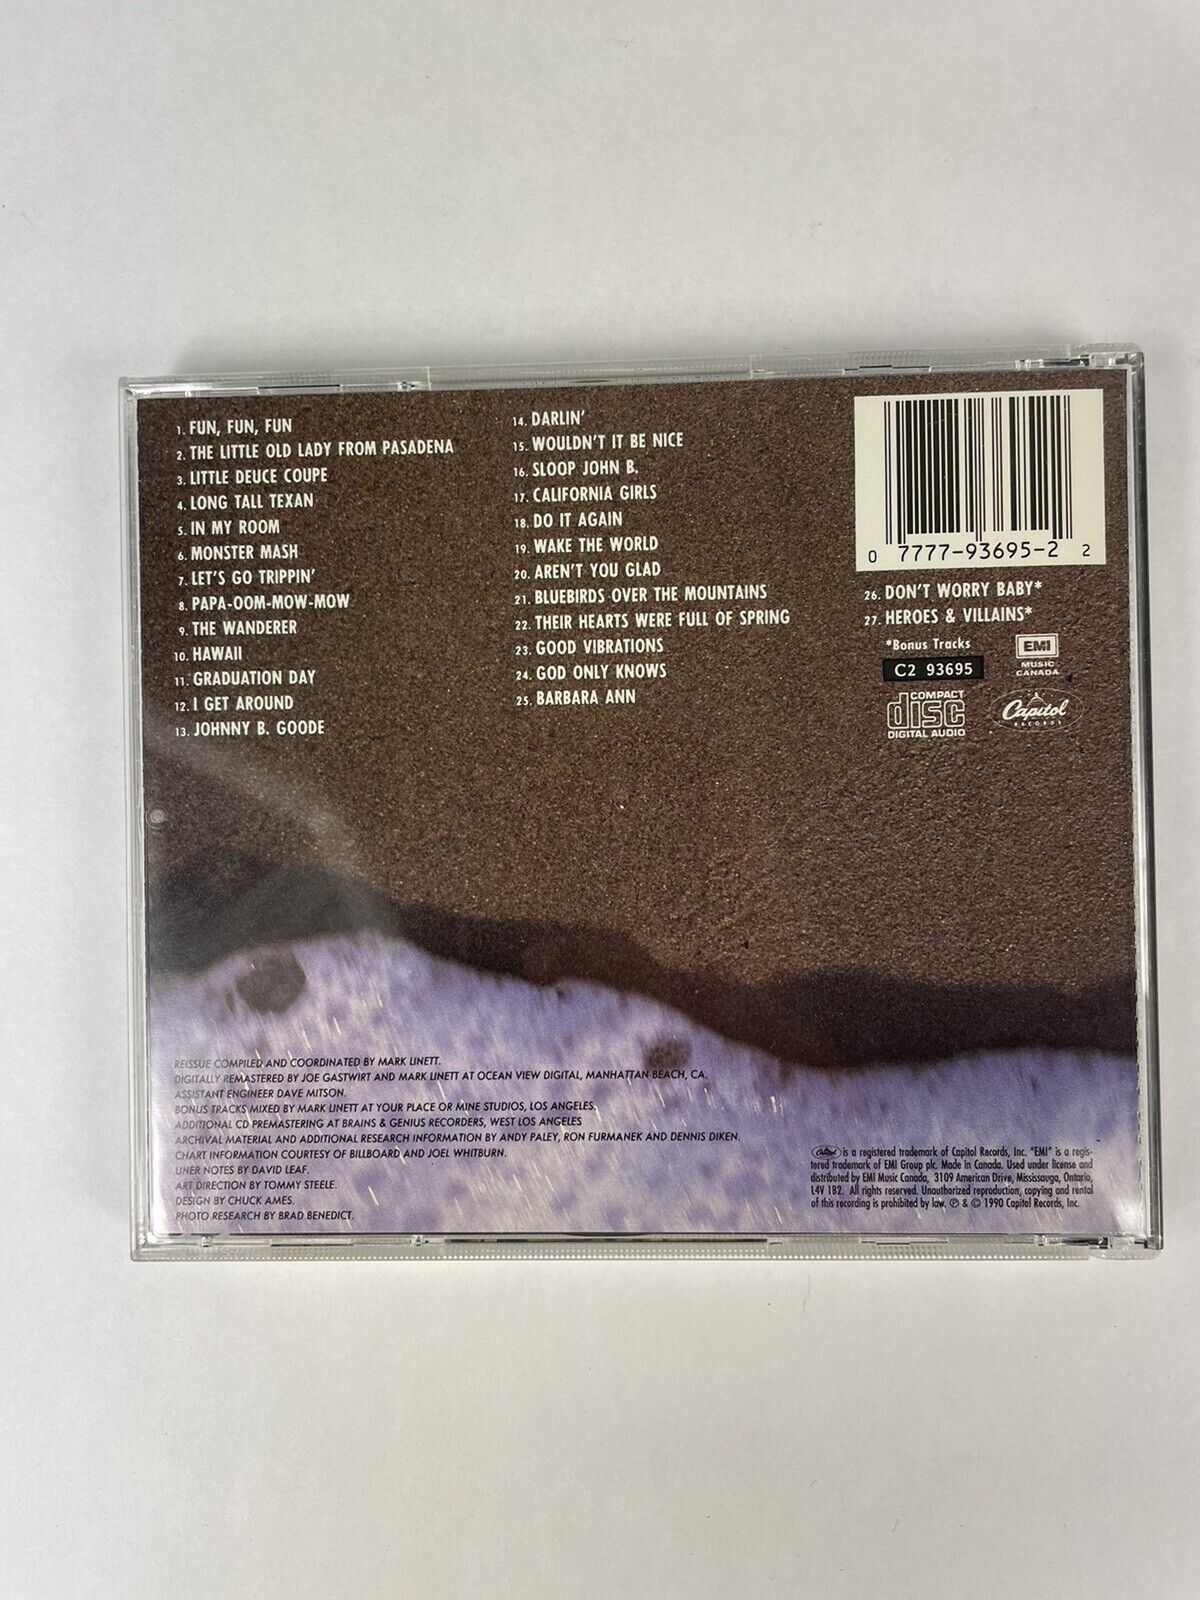 1. FUN, FUN, FUN
2. THE LITTLE OLD LADY FROM PASADENA
3. LITTLE DEUCE COUPE
4. LONG TALL TEXAN
5. IN MY ROOM
6. MONSTER MASH
7. LET'S GO TRIPPIN'
8. PAPA-OOM-MOW-MOW
9. THE WANDERER
10. HAWAII
11. GRADUATION DAY
12. I GET AROUND
13. JOHNNY B. GOODE
14. DARLIN'
15. WOULDN'T IT BE NICE
16. SLOOP JOHN B.
17. CALIFORNIA GIRLS
18. DO IT AGAIN
19. WAKE THE WORLD
20. AREN'T YOU GLAD
21. BLUEBIRDS OVER THE MOUNTAINS
22. THEIR HEARTS WERE FULL OF SPRING
23. GOOD VIBRATIONS
24. GOD ONLY KNOWS
25. BARBARA ANN
0 7777-93695-2 2
26. DON'T WORRY BABY*
27. HEROES & VILLAINS*
*Bonus Tracks
C2 93695
EMI
MUSIC
CANADA
COMPACT
disc
DIGITAL AUDIO
Capitol
RECORDS
REISSUE COMPILED AND COORDINATED BY MARK LINETT.
DIGITALLY REMASTERED BY JOE GASTWIRT AND MARK LINETT AT OCEAN VIEW DIGITAL, MANHATTAN BEACH, CA.
ASSISTANT ENGINEER DAVE MITSON.
BONUS TRACKS MIXED BY MARK LINETT AT YOUR PLACE OR MINE STUDIOS, LOS ANGELES.
ADDITIONAL CD PREMASTERING AT BRAINS & GENIUS RECORDERS, WEST LOS ANGELES
ARCHIVAL MATERIAL AND ADDITIONAL RESEARCH INFORMATION BY ANDY PALEY, RON FURMANEK AND DENNIS DIKEN.
CHART INFORMATION COURTESY OF BILLBOARD AND JOEL WHITBURN.
LINER NOTES BY DAVID LEAF.
ART DIRECTION BY TOMMY STEELE.
DESIGN BY CHUCK AMES.
PHOTO RESEARCH BY BRAD BENEDICT.
Capitol is a registered trademark of Capitol Records, Inc. "EMI" is a regis-
tered trademark of EMI Group plc. Made in Canada. Used under license and
distributed by EMI Music Canada, 3109 American Drive, Mississauga, Ontario,
L4V 1B2. All rights reserved. Unauthorized reproduction, copying and rental
of this recording is prohibited by law. ℗ & © 1990 Capitol Records, Inc.